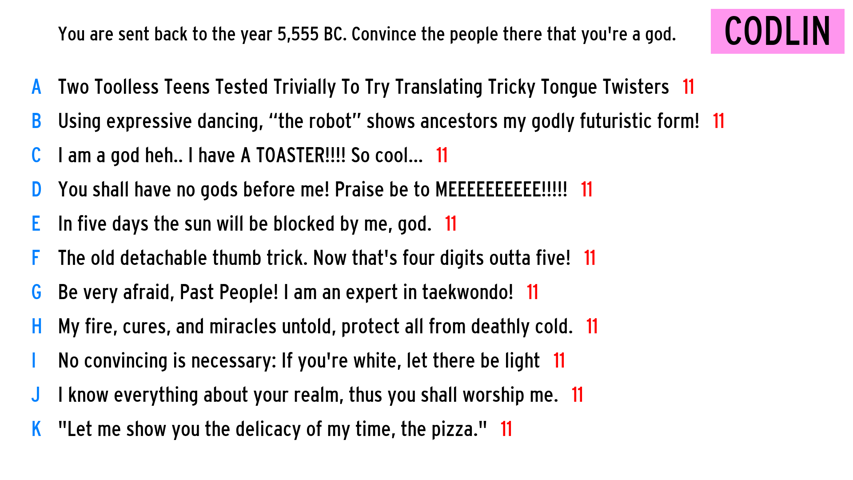 You are sent back to the year 5,555 BC. Convince the people there that you're a god.
CODLIN
A Two Toolless Teens Tested Trivially To Try Translating Tricky Tongue Twisters 11
B Using expressive dancing, “the robot” shows ancestors my godly futuristic form! 11
C I am a god heh.. I have A TOASTER!!!! So cool... 11
D You shall have no gods before me! Praise be to MEEEEEEEEEE!!!!! 11
E In five days the sun will be blocked by me, god. 11
F The old detachable thumb trick. Now that's four digits outta five! 11
G Be very afraid, Past People! I am an expert in taekwondo! 11
H My fire, cures, and miracles untold, protect all from deathly cold. 11
I No convincing is necessary: If you're white, let there be light 11
J I know everything about your realm, thus you shall worship me. 11
K "Let me show you the delicacy of my time, the pizza." 11